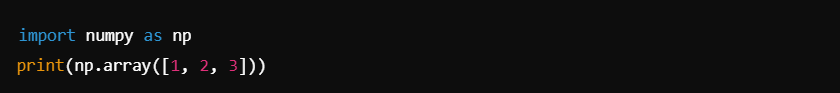 import numpy as np
print(np.array([1, 2, 3]))